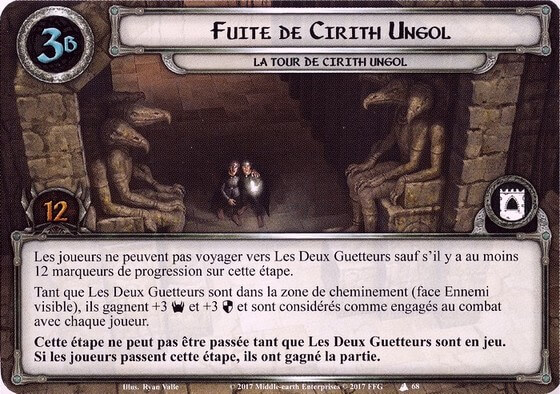 3B
FUITE DE CIRITH UNGOL
LA TOUR DE CIRITH UNGOL
12
Les joueurs ne peuvent pas voyager vers Les Deux Guetteurs sauf s'il y a au moins
12 marqueurs de progression sur cette étape.
Tant que Les Deux Guetteurs sont dans la zone de cheminement (face Ennemi
visible), ils gagnent +3 et +3 et sont considérés comme engagés au combat
avec chaque joueur.
Cette étape ne peut pas être passée tant que Les Deux Guetteurs sont en jeu.
Si les joueurs passent cette étape, ils ont gagné la partie.
Illus. Ryan Valle © 2017 Middle-earth Enterprises © 2017 FFG 68